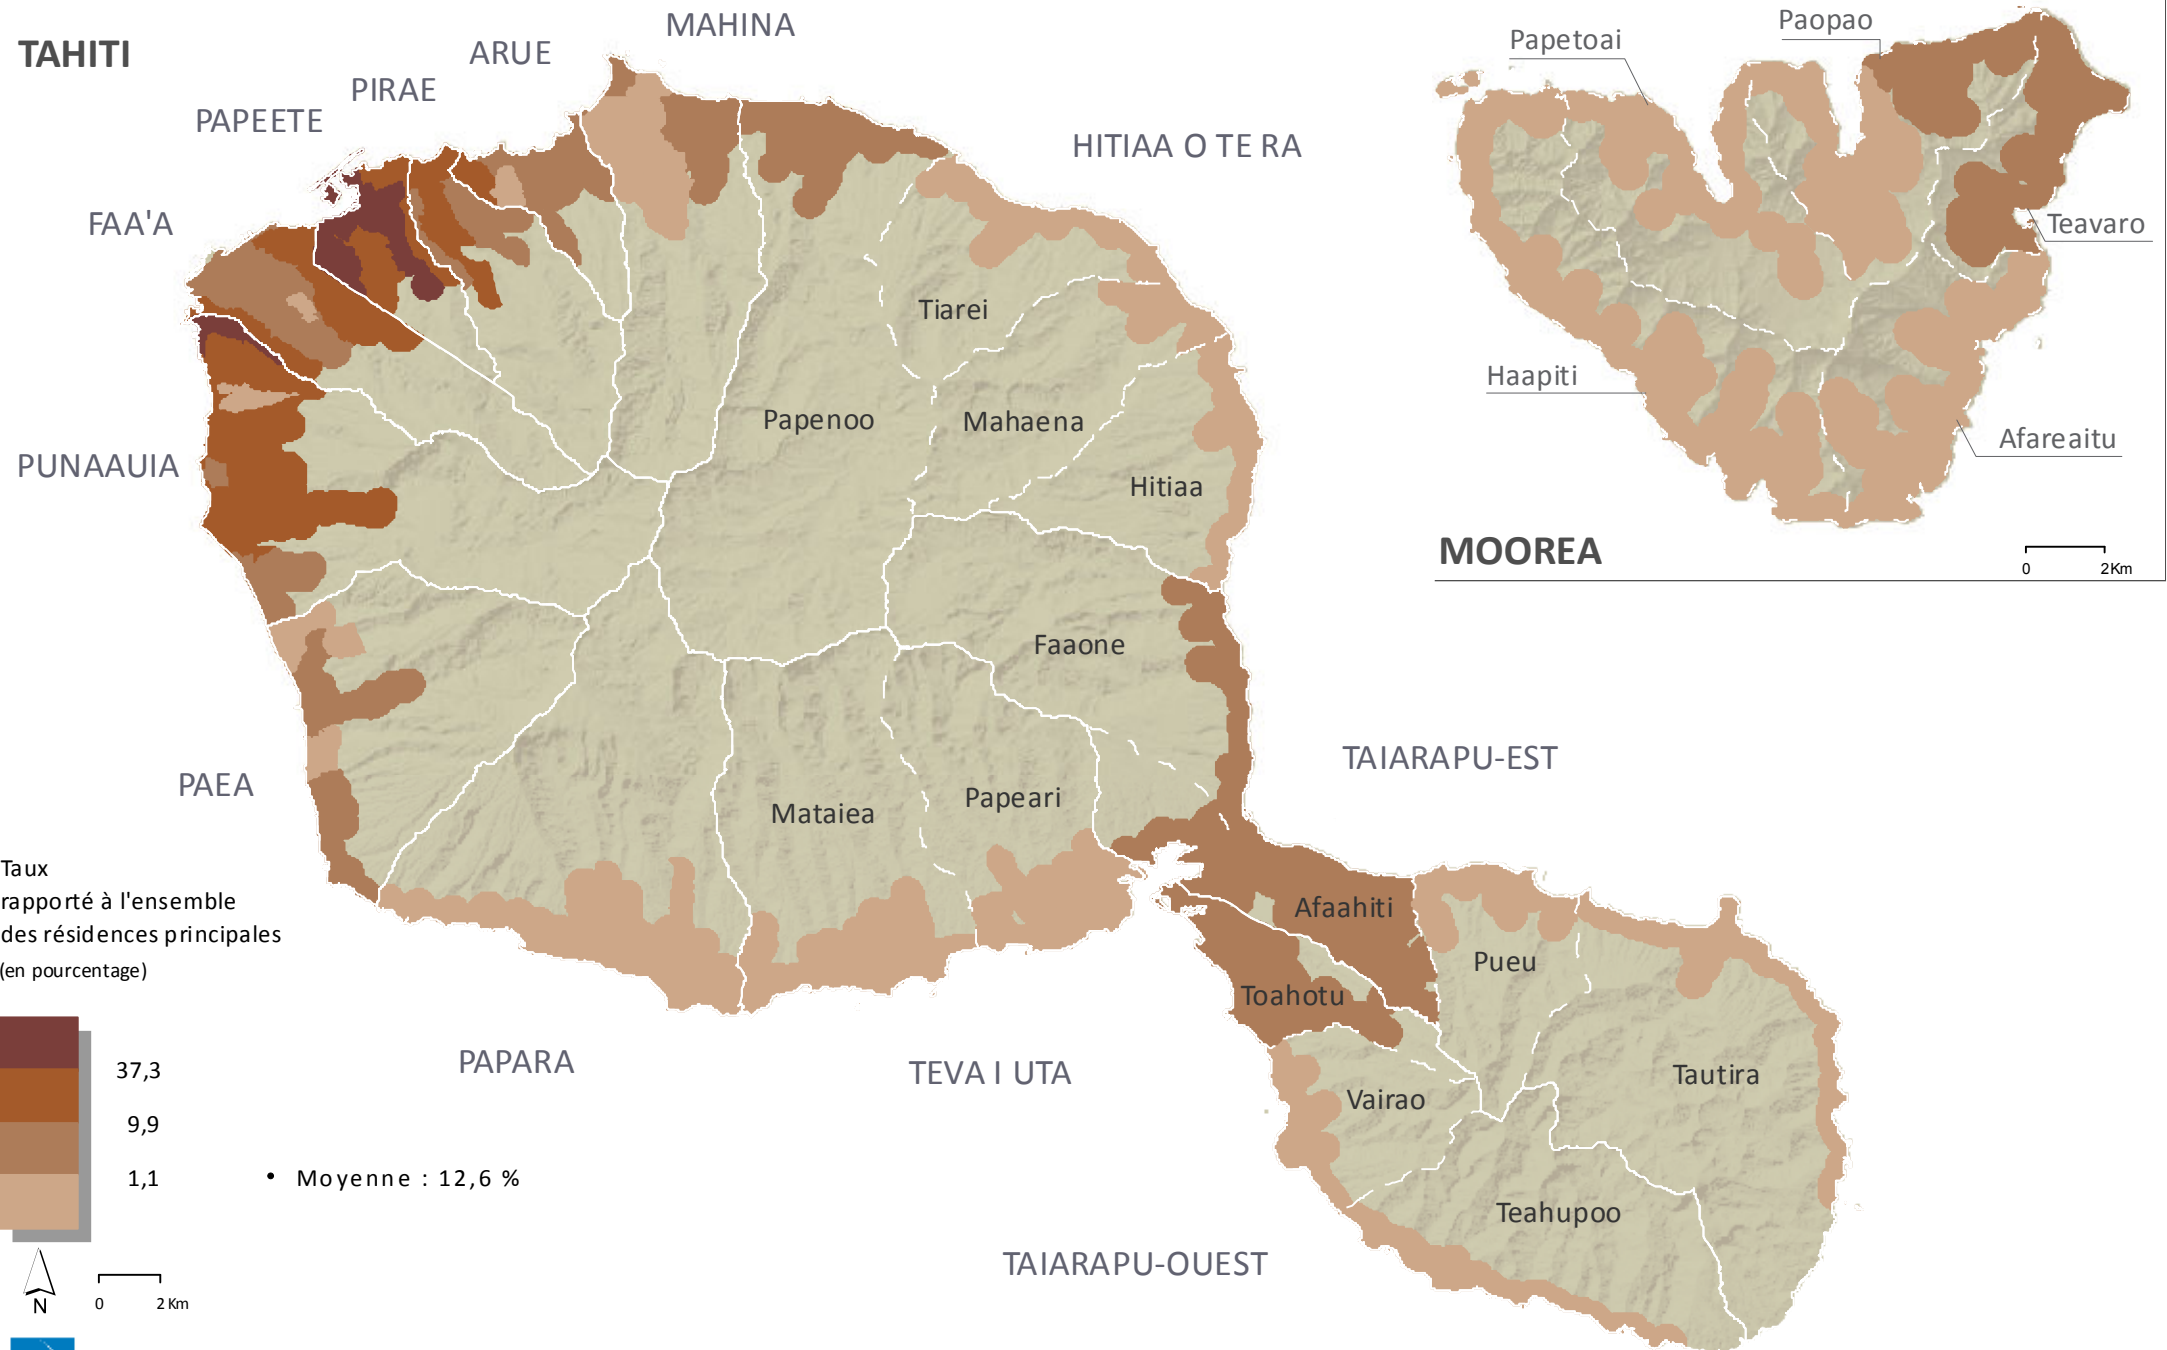 TAHITI
MAHINA
ARUE
PIRAE
PAPEETE
FAA'A
HITIAA O TE RA
Papetoai
Paopao
Teavaro
Haapiti
Afareaitu
MOOREA
0 2Km
Tiarei
Papenoo
Mahaena
Hitiaa
PUNAAUIA
Faaone
TAIARAPU-EST
PAEA
Mataiea
Papeari
Afaahiti
Pueu
Toahotu
Tautira
Vairao
Teahupoo
PAPARA
TEVA I UTA
TAIARAPU-OUEST
Taux
rapporté à l'ensemble
des résidences principales
(en pourcentage)
37,3
9,9
1,1
• Moyenne : 12,6 %
N
0 2 Km